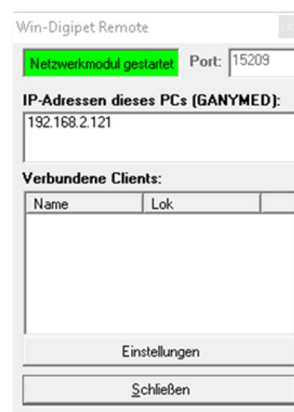 Win-Digipet Remote
Netzwerkmodul gestartet Port: 15209
IP-Adressen dieses PCs (GANYMED):
192.168.2.121
Verbundene Clients:
Name Lok
Einstellungen
Schließen